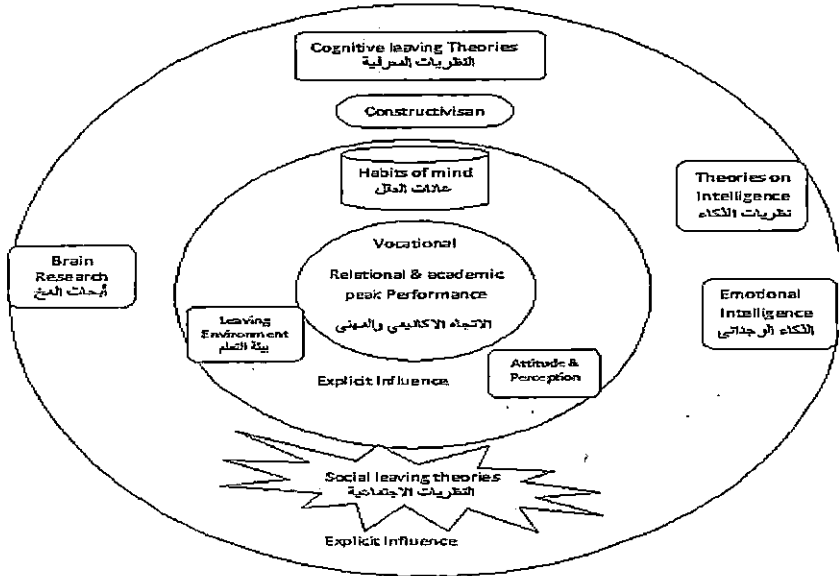 Cognitive leaving Theories
النظريات المعرفية
Constructivisan
Habits of mind
عادات العقل
Theories on
Intelligence
نظريات الذكاء
Vocational
Relational & academic
peak Performance
الاتجاه الاكاديمي والمهنى
Brain
Research
أبحاث المخ
Emotional
Intelligence
الذكاء الوجدانى
Leaving
Environment
بيئة التعلم
Attitude &
Perception
Explicit Influence
Social leaving theories
النظريات الاجتماعية
Explicit Influence